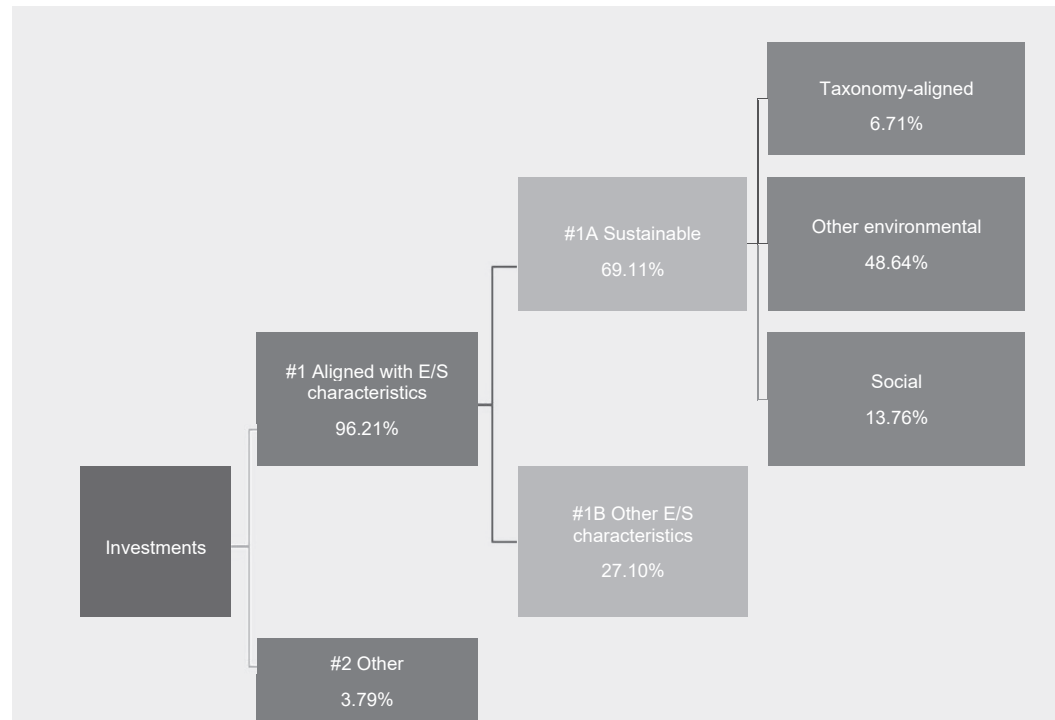 Taxonomy-aligned
6.71%
#1A Sustainable
69.11%
Other environmental
48.64%
#1 Aligned with E/S
characteristics
96.21%
Social
13.76%
Investments
#1B Other E/S
characteristics
27.10%
#2 Other
3.79%